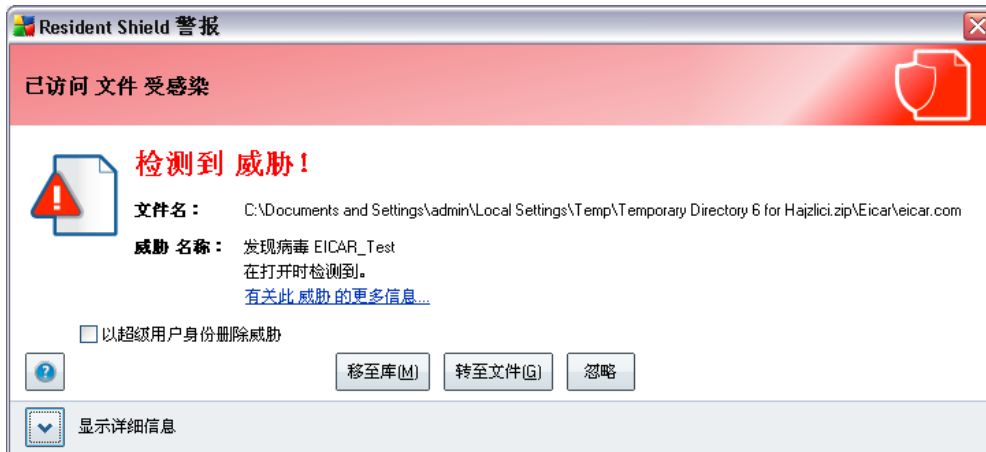 Resident Shield 警报
已访问 文件 受感染
检测到 威胁！
文件名： C:\Documents and Settings\admin\Local Settings\Temp\Temporary Directory 6 for Hajzlici.zip\Eicar\eicar.com
威胁 名称： 发现病毒 EICAR_Test
在打开时检测到。
有关此 威胁 的更多信息...
以超级用户身份删除威胁
移至库(M) 转至文件(G) 忽略
显示详细信息